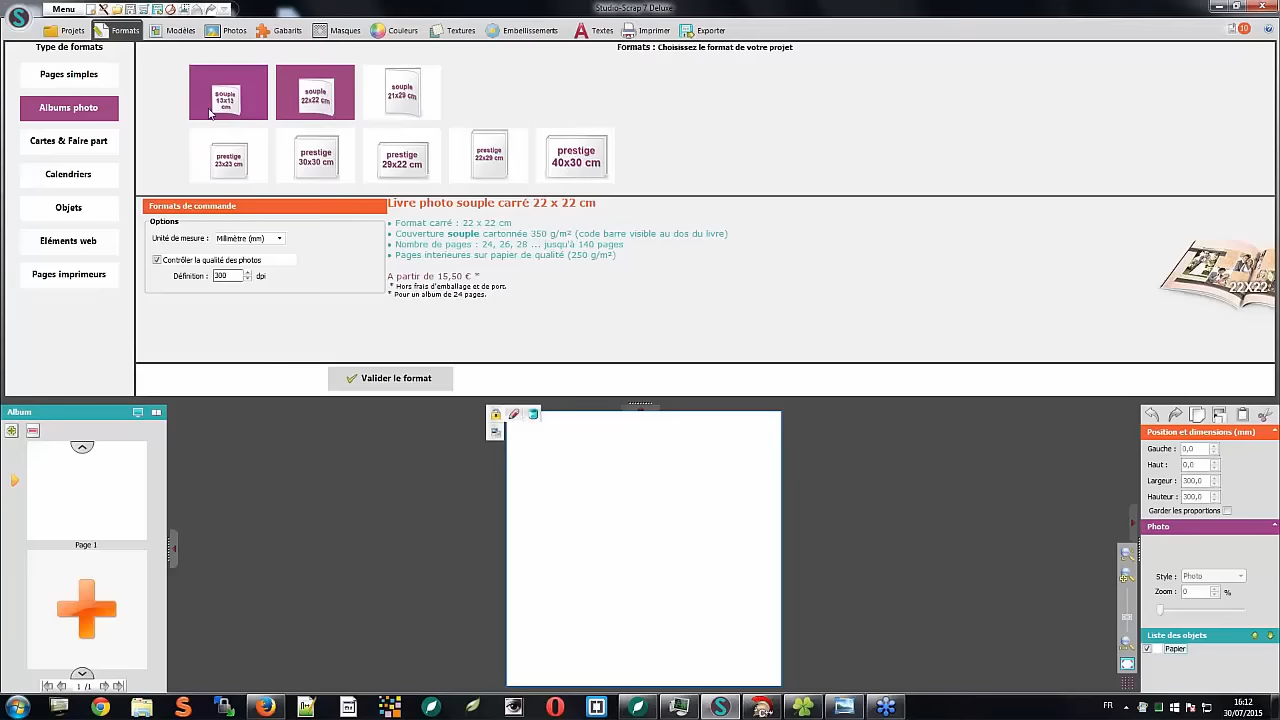 Menu
Studio-Scrap 7 Deluxe
Projets
Formats
Modèles
Photos
Gabarits
Masques
Couleurs
Textures
Embellissements
Textes
Imprimer
Exporter
10
Type de formats
Formats : Choisissez le format de votre projet
Pages simples
Albums photo
Cartes & Faire part
Calendriers
Objets
Eléments web
Pages imprimeurs
souple
13x13
cm
souple
22x22 cm
souple
21x29 cm
prestige
23x23 cm
prestige
30x30 cm
prestige
29x22 cm
prestige
22x29 cm
prestige
40x30 cm
Formats de commande
Options
Unité de mesure :
Millimètre (mm)
Contrôler la qualité des photos
Définition :
300
dpi
Livre photo souple carré 22 x 22 cm
• Format carré : 22 x 22 cm
• Couverture souple cartonnée 350 g/m² (code barre visible au dos du livre)
• Nombre de pages : 24, 26, 28 ... jusqu'à 140 pages
• Pages interieures sur papier de qualité (250 g/m²)
A partir de 15,50 € *
* Hors frais d'emballage et de port.
* Pour un album de 24 pages.
22X22
Valider le format
Album
Page 1
1 /1
Position et dimensions (mm)
Gauche :
0,0
Haut :
0,0
Largeur :
300,0
Hauteur :
300,0
Garder les proportions
Photo
Style :
Photo
Zoom :
0
%
Liste des objets
Papier
FR
16:12
30/07/2015